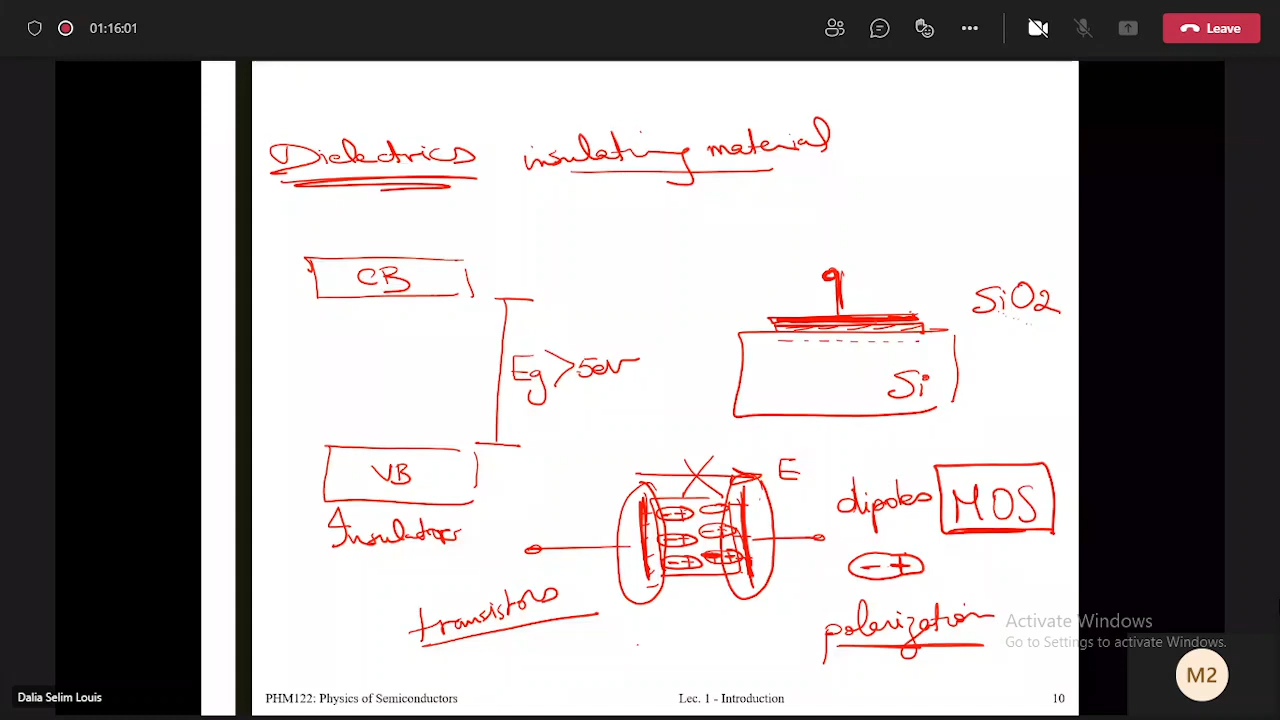 01:16:01
Leave
Dielectrics insulating material
CB
SiO2
Eg > 5eV
Si
VB
E
Insulator
dipoles MOS
- +
- +
- +
- +
- +
transistors
polarization
Activate Windows
Go to Settings to activate Windows.
M2
Dalia Selim Louis
PHM122: Physics of Semiconductors
Lec. 1 - Introduction
10